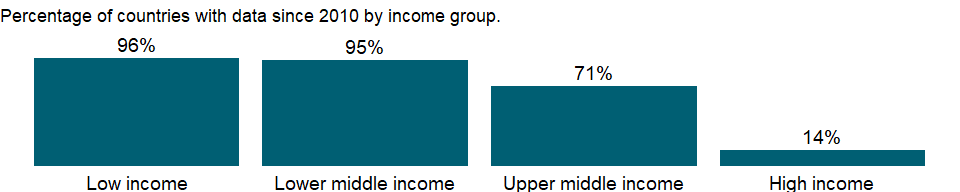 Percentage of countries with data since 2010 by income group.
96%
95%
71%
14%
Low income
Lower middle income
Upper middle income
High income